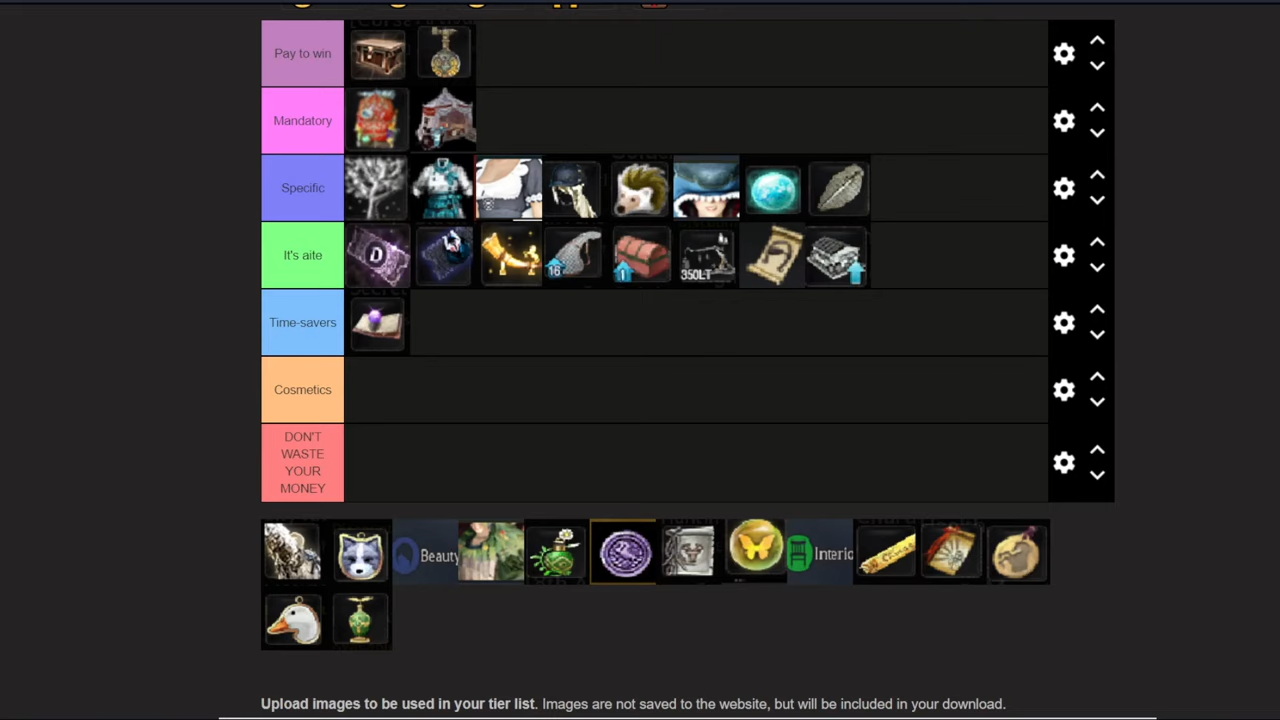 Pay to win
Mandatory
Specific
It's aite
D
16
1
350LT
Time-savers
Cosmetics
DON'T
WASTE
YOUR
MONEY
Beauty
Interio
Upload images to be used in your tier list. Images are not saved to the website, but will be included in your download.